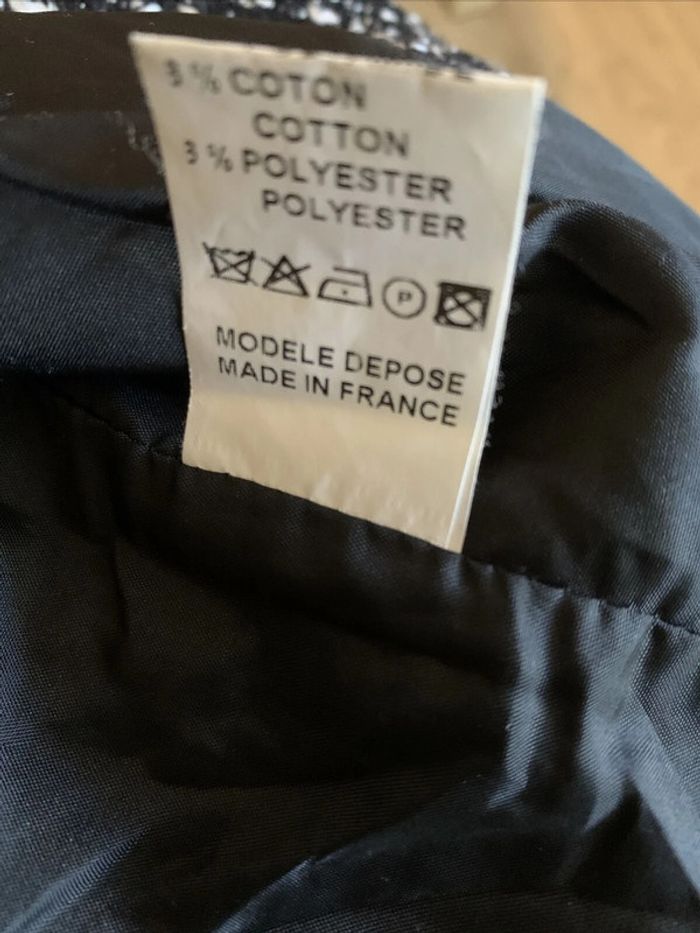 3 % COTON
COTTON
3 % POLYESTER
POLYESTER
P
MODELE DEPOSE
MADE IN FRANCE